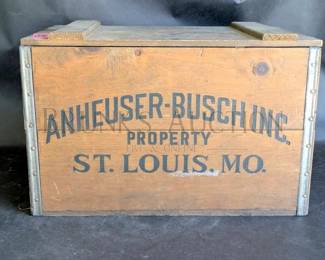 ANHEUSER-BUSCH INC.
PROPERTY
ST. LOUIS, MO.